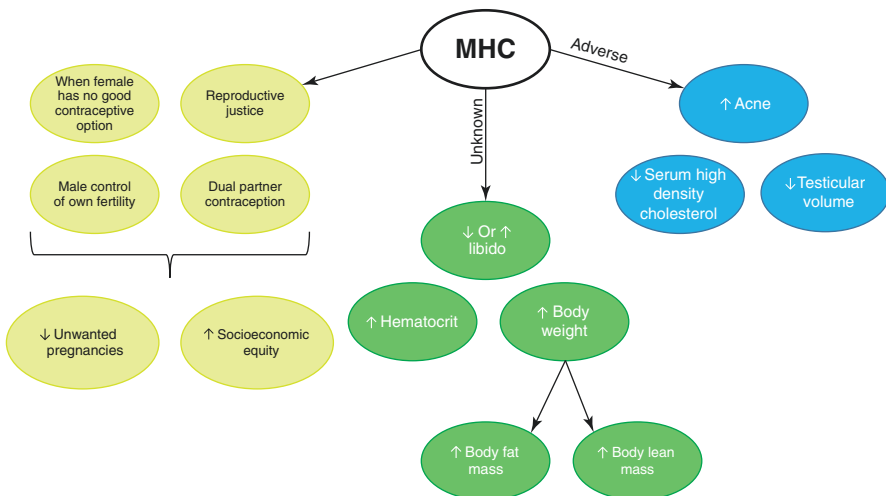 MHC
Adverse
Unknown
When female
has no good
contraceptive
option
Reproductive
justice
Male control
of own fertility
Dual partner
contraception
↓ Unwanted
pregnancies
↑ Socioeconomic
equity
↓ Or ↑
libido
↑ Hematocrit
↑ Body
weight
↑ Body fat
mass
↑ Body lean
mass
↑ Acne
↓ Serum high
density
cholesterol
↓ Testicular
volume